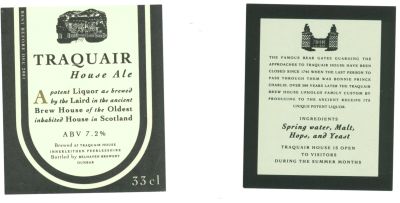 BEST BEFORE DEC 2001
TRAQUAIR
House Ale
A potent Liquor as brewed
by the Laird in the ancient
Brew House of the Oldest
inhabited House in Scotland
ABV 7.2%
Brewed at TRAQUAIR HOUSE
INNERLEITHEN PEEBLESSHIRE
Bottled by BELHAVEN BREWERY
DUNBAR
33cl
THE FAMOUS BEAR GATES GUARDING THE
APPROACHES TO TRAQUAIR HOUSE HAVE BEEN
CLOSED SINCE 1745 WHEN THE LAST PERSON TO
PASS THROUGH THEM WAS BONNIE PRINCE
CHARLIE. OVER 200 YEARS LATER THE TRAQUAIR
BREW HOUSE UPHOLDS FAMILY CUSTOM BY
PRODUCING TO THE ANCIENT RECEIPE ITS
UNIQUE POTENT LIQUOR.
INGREDIENTS
Spring water, Malt,
Hops, and Yeast
TRAQUAIR HOUSE IS OPEN
TO VISITORS
DURING THE SUMMER MONTHS